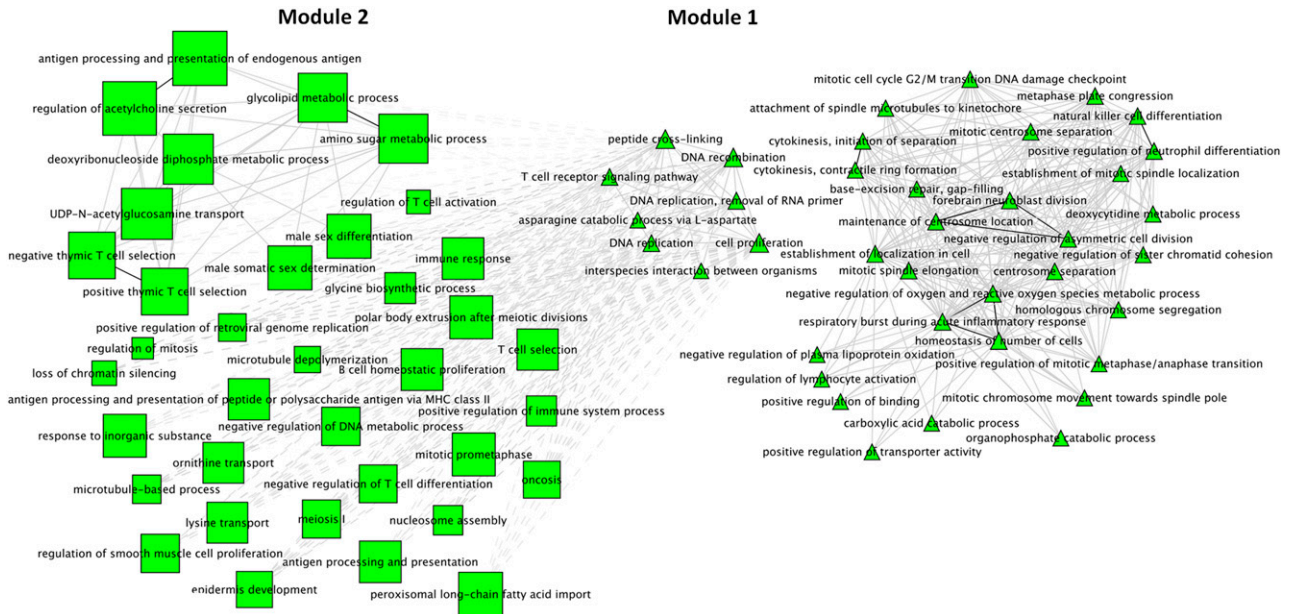 Module 2
Module 1
antigen processing and presentation of endogenous antigen
glycolipid metabolic process
regulation of acetylcholine secretion
amino sugar metabolic process
deoxyribonucleoside diphosphate metabolic process
regulation of T cell activation
UDP-N-acetylglucosamine transport
male sex differentiation
negative thymic T cell selection
immune response
male somatic sex determination
glycine biosynthetic process
positive thymic T cell selection
polar body extrusion after meiotic divisions
positive regulation of retroviral genome replication
regulation of mitosis
T cell selection
microtubule depolymerization
loss of chromatin silencing
B cell homeostatic proliferation
antigen processing and presentation of peptide or polysaccharide antigen via MHC class II
positive regulation of immune system process
negative regulation of DNA metabolic process
response to inorganic substance
mitotic prometaphase
ornithine transport
oncosis
negative regulation of T cell differentiation
microtubule-based process
lysine transport
meiosis I
nucleosome assembly
regulation of smooth muscle cell proliferation
antigen processing and presentation
epidermis development
peroxisomal long-chain fatty acid import
peptide cross-linking
DNA recombination
T cell receptor signaling pathway
DNA replication, removal of RNA primer
asparagine catabolic process via L-aspartate
DNA replication
cell proliferation
interspecies interaction between organisms
mitotic cell cycle G2/M transition DNA damage checkpoint
metaphase plate congression
attachment of spindle microtubules to kinetochore
natural killer cell differentiation
mitotic centrosome separation
cytokinesis, initiation of separation
positive regulation of neutrophil differentiation
cytokinesis, contractile ring formation
establishment of mitotic spindle localization
base-excision repair, gap-filling
forebrain neuroblast division
deoxycytidine metabolic process
maintenance of centrosome location
negative regulation of asymmetric cell division
establishment of localization in cell
negative regulation of sister chromatid cohesion
mitotic spindle elongation
centrosome separation
negative regulation of oxygen and reactive oxygen species metabolic process
homologous chromosome segregation
respiratory burst during acute inflammatory response
homeostasis of number of cells
negative regulation of plasma lipoprotein oxidation
positive regulation of mitotic metaphase/anaphase transition
regulation of lymphocyte activation
positive regulation of binding
mitotic chromosome movement towards spindle pole
carboxylic acid catabolic process
organophosphate catabolic process
positive regulation of transporter activity